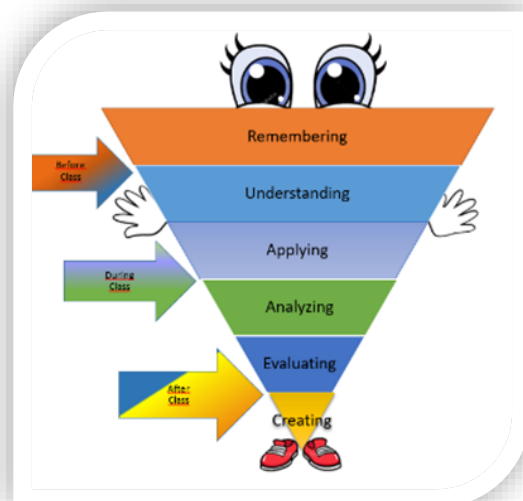 Remembering
Before
Class
Understanding
Applying
During
Class
Analyzing
Evaluating
After
Class
Creating